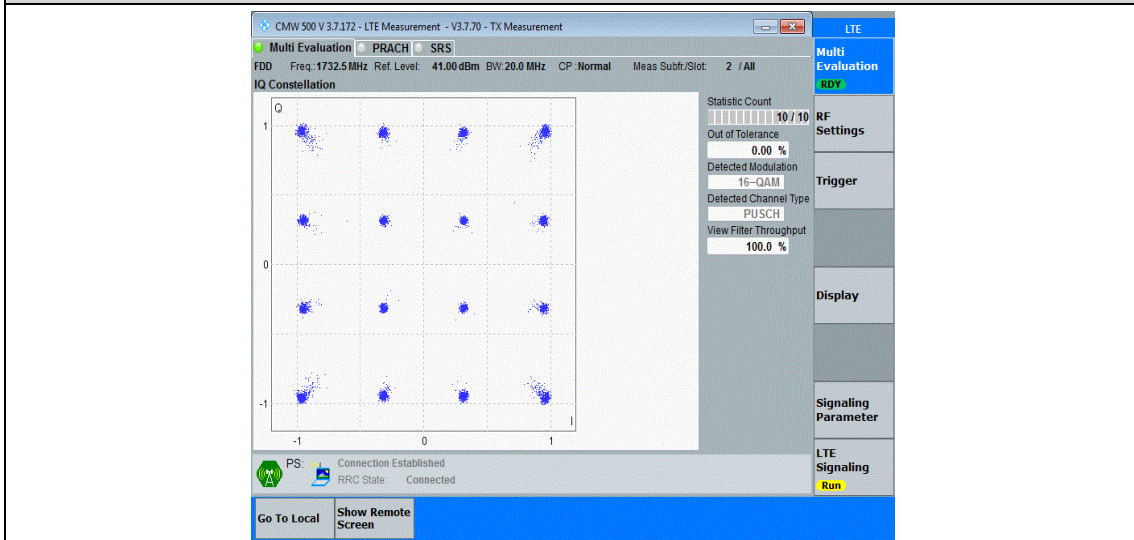 CMW 500 V 3.7.172 - LTE Measurement - V3.7.70 - TX Measurement
LTE
Multi Evaluation PRACH SRS
Multi
Evaluation
RDY
FDD Freq.:1732.5 MHz Ref. Level: 41.00 dBm BW: 20.0 MHz CP : Normal Meas Subfr./Slot: 2 / All
IQ Constellation
Q
1
0
-1
-1
0
1
I
Statistic Count
10 / 10
Out of Tolerance
0.00 %
Detected Modulation
16-QAM
Detected Channel Type
PUSCH
View Filter Throughput
100.0 %
RF
Settings
Trigger
Display
Signaling
Parameter
LTE
Signaling
Run
PS:
Connection Established
RRC State: Connected
Go To Local
Show Remote
Screen